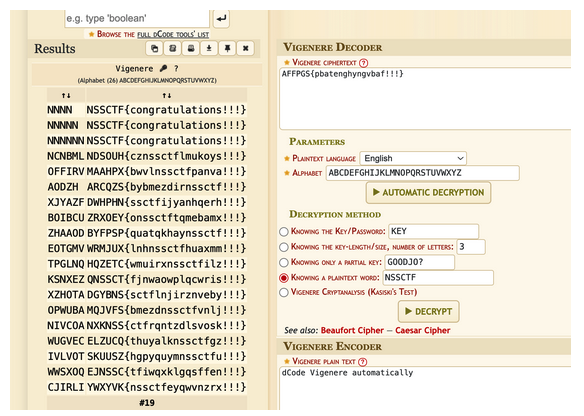 e.g. type 'boolean'
★ Browse the full dCode tools' list
Results
Vigenere ?
(Alphabet (26) ABCDEFGHIJKLMNOPQRSTUVWXYZ)
↑↓ ↑↓
NNNN NSSCTF{congratulations!!!}
NNNNN NSSCTF{congratulations!!!}
NNNNNN NSSCTF{congratulations!!!}
NCNBML NDSOUH{cznssctflmukoys!!!}
OFFIRV MAAHPX{bwvlnssctfpanva!!!}
AODZH ARCQZS{bybmezdirnssctf!!!}
XJYAZF DWHPHN{ssctfijyanhqerh!!!}
BOIBCU ZRXOEY{onssctftqmebamx!!!}
ZHAAOD BYFPSP{quatqkhaynssctf!!!}
EOTGMV WRMJUX{lnhnssctfhuaxmm!!!}
TPGLNQ HQZETC{wmuirxnssctfilz!!!}
KSNXEZ QNSSCT{fjnwaowplqcwris!!!}
XZHOTA DGYBNS{sctflnjirznveby!!!}
OPWUBA MQJVFS{bmezdnssctfvnlj!!!}
NIVCOA NXKNSS{ctfrqntzdlsvosk!!!}
WUGVEC ELZUCQ{thuyalknssctfgz!!!}
IVLVOT SKUUSZ{hgpyquymnssctfu!!!}
WWSXOQ EJNSSC{tfiwqxklgqsffen!!!}
CJIRLI YWXYVK{nssctfeyqwvnzrx!!!}
#19
Vigenere Decoder
★ Vigenere ciphertext ?
AFFPGS{pbatenghyngvbaf!!!}
Parameters
★ Plaintext language English
★ Alphabet ABCDEFGHIJKLMNOPQRSTUVWXYZ
▶ AUTOMATIC DECRYPTION
Decryption method
Knowing the Key/Password: KEY
Knowing the key-length/size, number of letters: 3
Knowing only a partial key: GOODJO?
Knowing a plaintext word: NSSCTF
Vigenere Cryptanalysis (Kasiski's Test)
▶ DECRYPT
See also: Beaufort Cipher — Caesar Cipher
Vigenere Encoder
★ Vigenere plain text ?
dCode Vigenere automatically